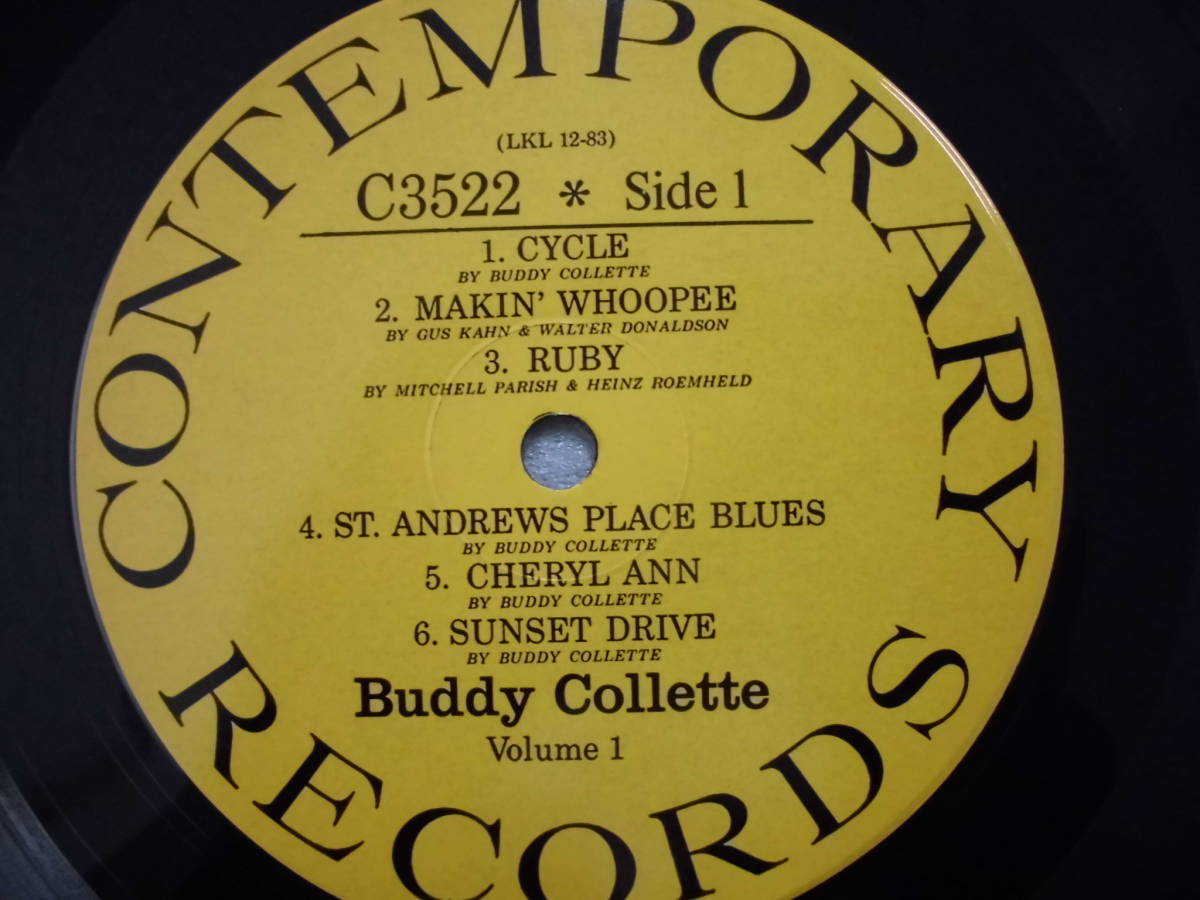 CONTEMPORARY
(LKL 12-83)
C3522 * Side 1
1. CYCLE
BY BUDDY COLLETTE
2. MAKIN' WHOOPEE
BY GUS KAHN & WALTER DONALDSON
3. RUBY
BY MITCHELL PARISH & HEINZ ROEMHELD
4. ST. ANDREWS PLACE BLUES
BY BUDDY COLLETTE
5. CHERYL ANN
BY BUDDY COLLETTE
6. SUNSET DRIVE
BY BUDDY COLLETTE
Buddy Collette
Volume 1
RECORDS